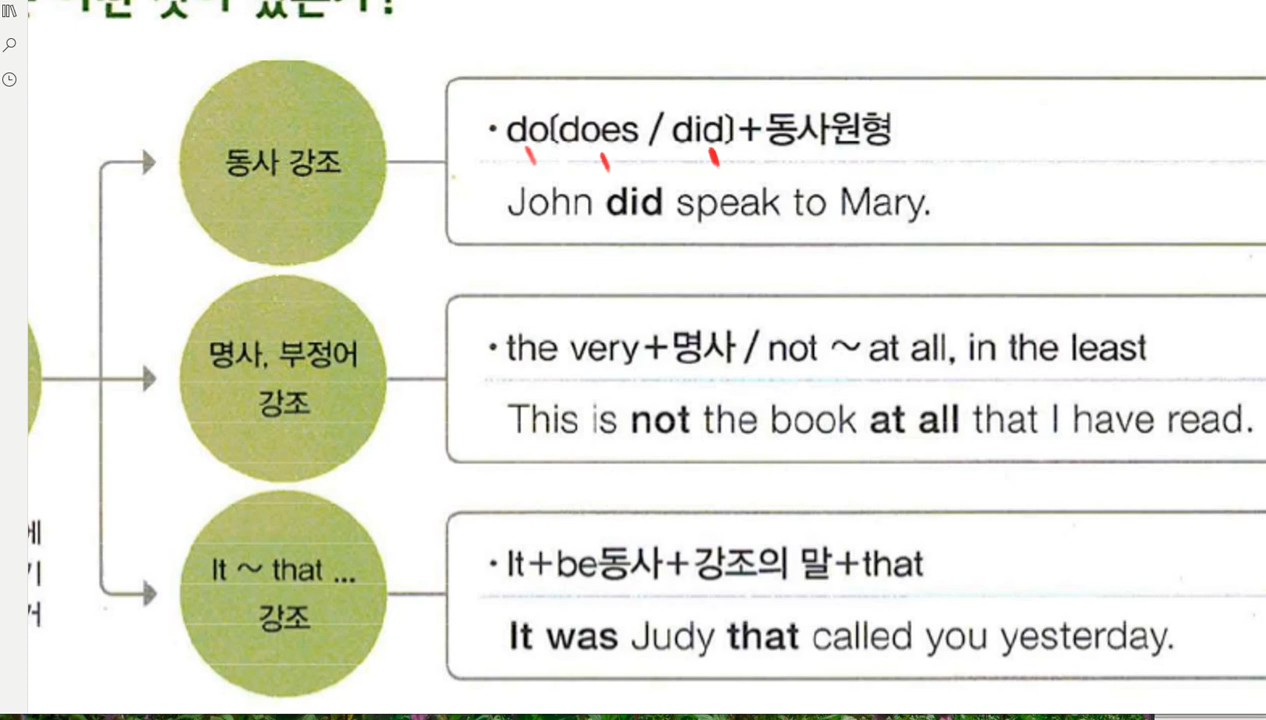 동사 강조
· do(does / did)+동사원형
John did speak to Mary.
명사, 부정어
강조
· the very+명사 / not ~ at all, in the least
This is not the book at all that I have read.
It ~ that ...
강조
· It+be동사+강조의 말+that
It was Judy that called you yesterday.